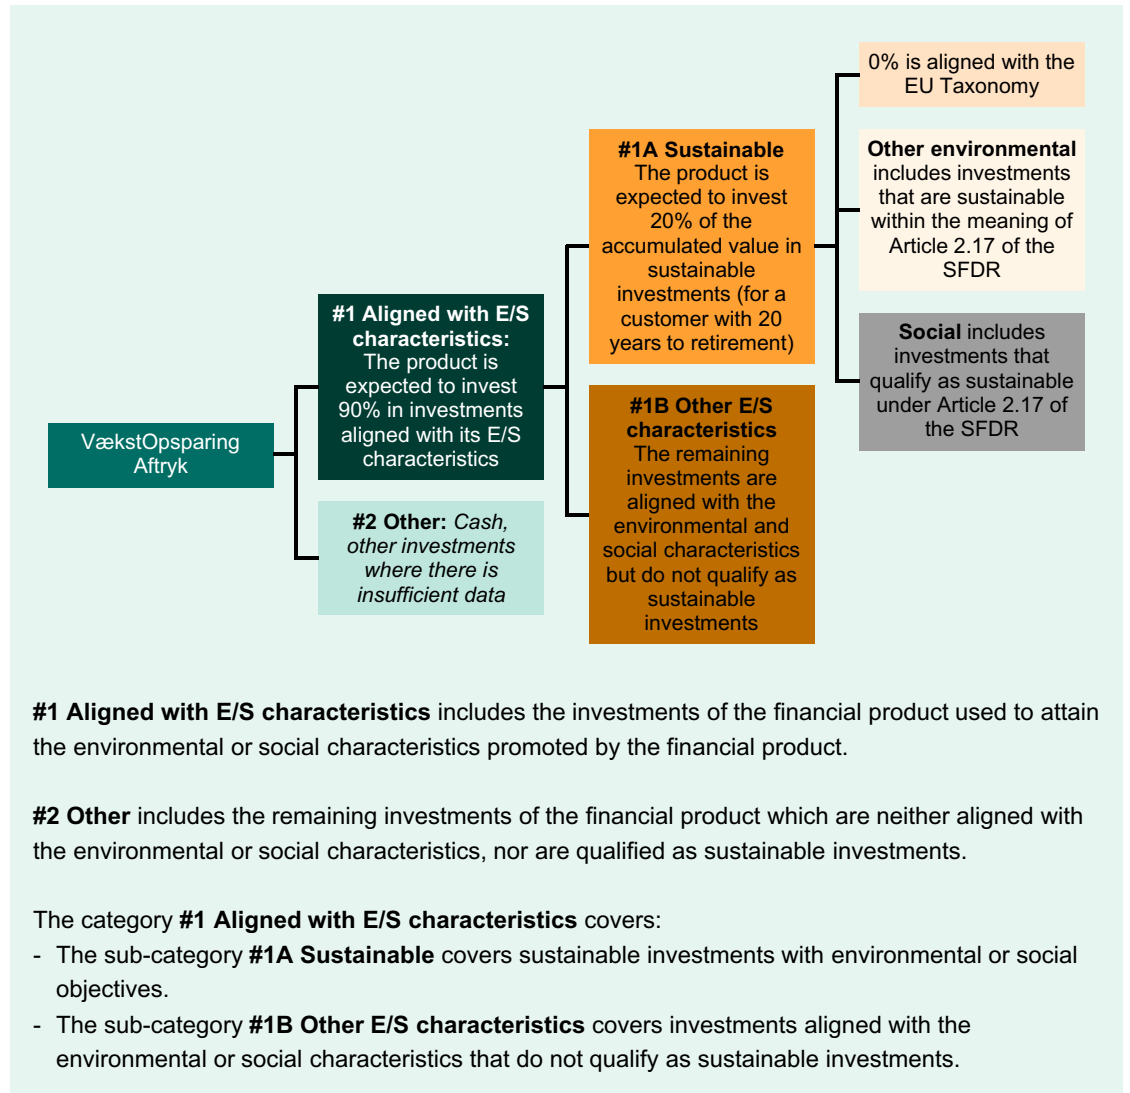 VækstOpsparing
Aftryk
#1 Aligned with E/S
characteristics:
The product is
expected to invest
90% in investments
aligned with its E/S
characteristics
#2 Other: Cash,
other investments
where there is
insufficient data
#1A Sustainable
The product is
expected to invest
20% of the
accumulated value in
sustainable
investments (for a
customer with 20
years to retirement)
#1B Other E/S
characteristics
The remaining
investments are
aligned with the
environmental and
social characteristics
but do not qualify as
sustainable
investments
0% is aligned with the
EU Taxonomy
Other environmental
includes investments
that are sustainable
within the meaning of
Article 2.17 of the
SFDR
Social includes
investments that
qualify as sustainable
under Article 2.17 of
the SFDR
#1 Aligned with E/S characteristics includes the investments of the financial product used to attain
the environmental or social characteristics promoted by the financial product.
#2 Other includes the remaining investments of the financial product which are neither aligned with
the environmental or social characteristics, nor are qualified as sustainable investments.
The category #1 Aligned with E/S characteristics covers:
- The sub-category #1A Sustainable covers sustainable investments with environmental or social
objectives.
- The sub-category #1B Other E/S characteristics covers investments aligned with the
environmental or social characteristics that do not qualify as sustainable investments.